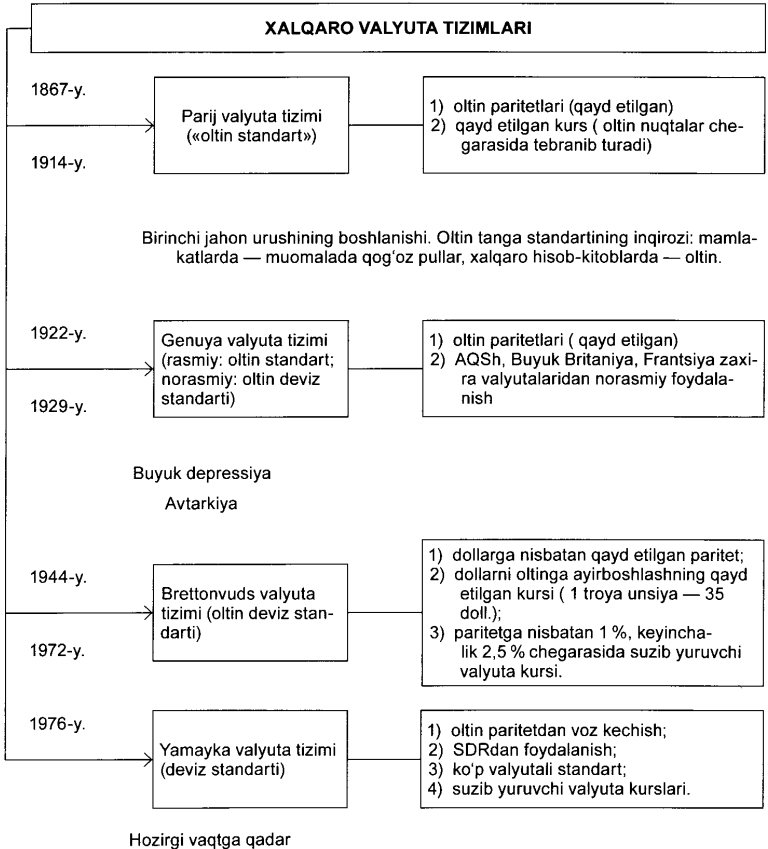 XALQARO VALYUTA TIZIMLARI
1867-y.
1914-y.
Parij valyuta tizimi
(«oltin standart»)
1) oltin paritetlari (qayd etilgan)
2) qayd etilgan kurs ( oltin nuqtalar che-
garasida tebranib turadi)
Birinchi jahon urushining boshlanishi. Oltin tanga standartining inqirozi: mamla-
katlarda — muomalada qog‘oz pullar, xalqaro hisob-kitoblarda — oltin.
1922-y.
1929-y.
Genuya valyuta tizimi
(rasmiy: oltin standart;
norasmiy: oltin deviz
standarti)
1) oltin paritetlari ( qayd etilgan)
2) AQSh, Buyuk Britaniya, Frantsiya zaxi-
ra valyutalaridan norasmiy foydala-
nish
Buyuk depressiya
Avtarkiya
1944-y.
1972-y.
Brettonvuds valyuta
tizimi (oltin deviz stan-
darti)
1) dollarga nisbatan qayd etilgan paritet;
2) dollarni oltinga ayirboshlashning qayd
etilgan kursi ( 1 troya unsiya — 35
doll.);
3) paritetga nisbatan 1 %, keyincha-
lik 2,5 % chegarasida suzib yuruvchi
valyuta kursi.
1976-y.
Yamayka valyuta tizimi
(deviz standarti)
1) oltin paritetdan voz kechish;
2) SDRdan foydalanish;
3) ko‘p valyutali standart;
4) suzib yuruvchi valyuta kurslari.
Hozirgi vaqtga qadar